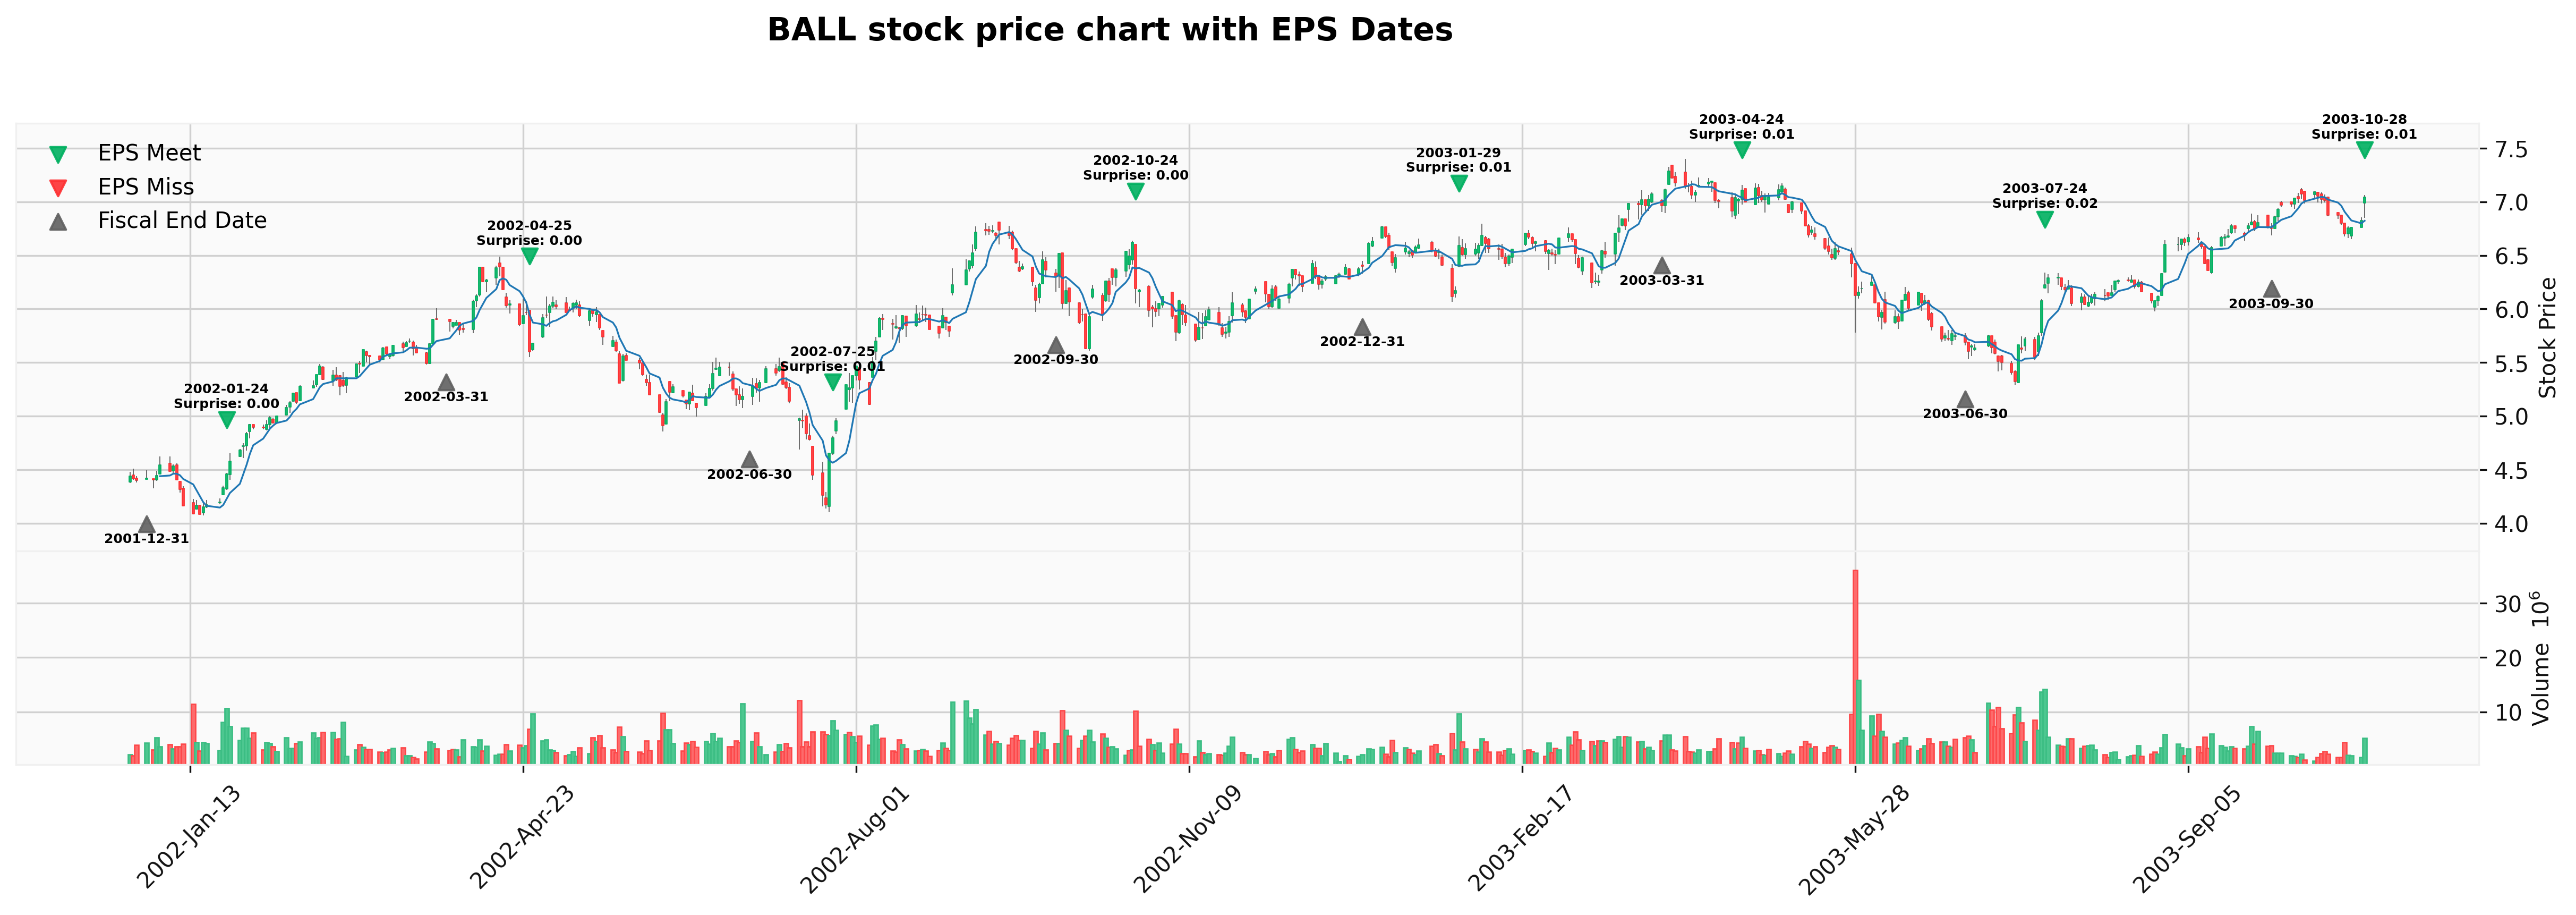 BALL stock price chart with EPS Dates
EPS Meet
EPS Miss
Fiscal End Date
2001-12-31
2002-01-24
Surprise: 0.00
2002-03-31
2002-04-25
Surprise: 0.00
2002-06-30
2002-07-25
Surprise: 0.01
2002-09-30
2002-10-24
Surprise: 0.00
2002-12-31
2003-01-29
Surprise: 0.01
2003-03-31
2003-04-24
Surprise: 0.01
2003-06-30
2003-07-24
Surprise: 0.02
2003-09-30
2003-10-28
Surprise: 0.01
7.5
7.0
6.5
6.0
5.5
5.0
4.5
4.0
Stock Price
30
20
10
Volume 10⁶
2002-Jan-13
2002-Apr-23
2002-Aug-01
2002-Nov-09
2003-Feb-17
2003-May-28
2003-Sep-05